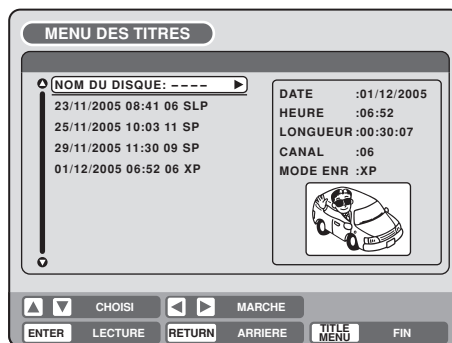 MENU DES TITRES
NOM DU DISQUE: – – – –
23/11/2005 08:41 06 SLP
25/11/2005 10:03 11 SP
29/11/2005 11:30 09 SP
01/12/2005 06:52 06 XP
DATE :01/12/2005
HEURE :06:52
LONGUEUR :00:30:07
CANAL :06
MODE ENR :XP
CHOISI MARCHE
ENTER LECTURE RETURN ARRIERE TITLE MENU FIN